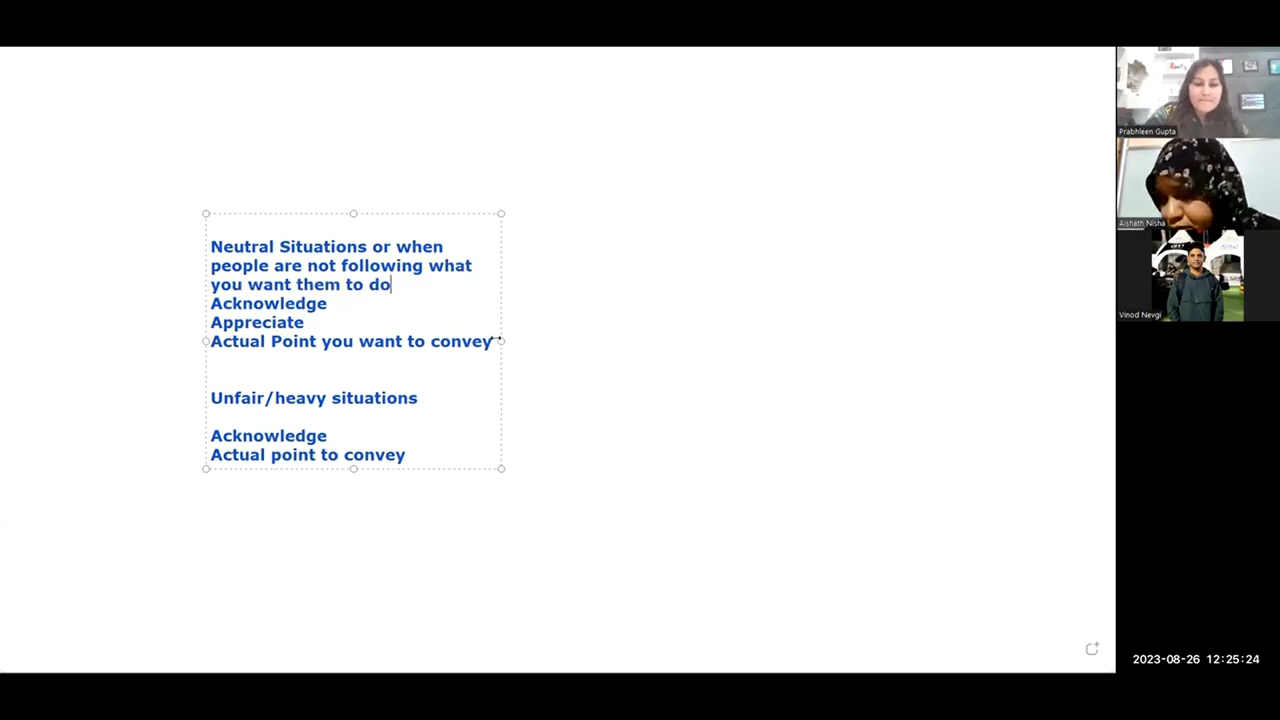 Neutral Situations or when
people are not following what
you want them to do
Acknowledge
Appreciate
Actual Point you want to convey
Unfair/heavy situations
Acknowledge
Actual point to convey
Prabhleen Gupta
Aishath Nisha
Vinod Nevgi
2023-08-26 12:25:24